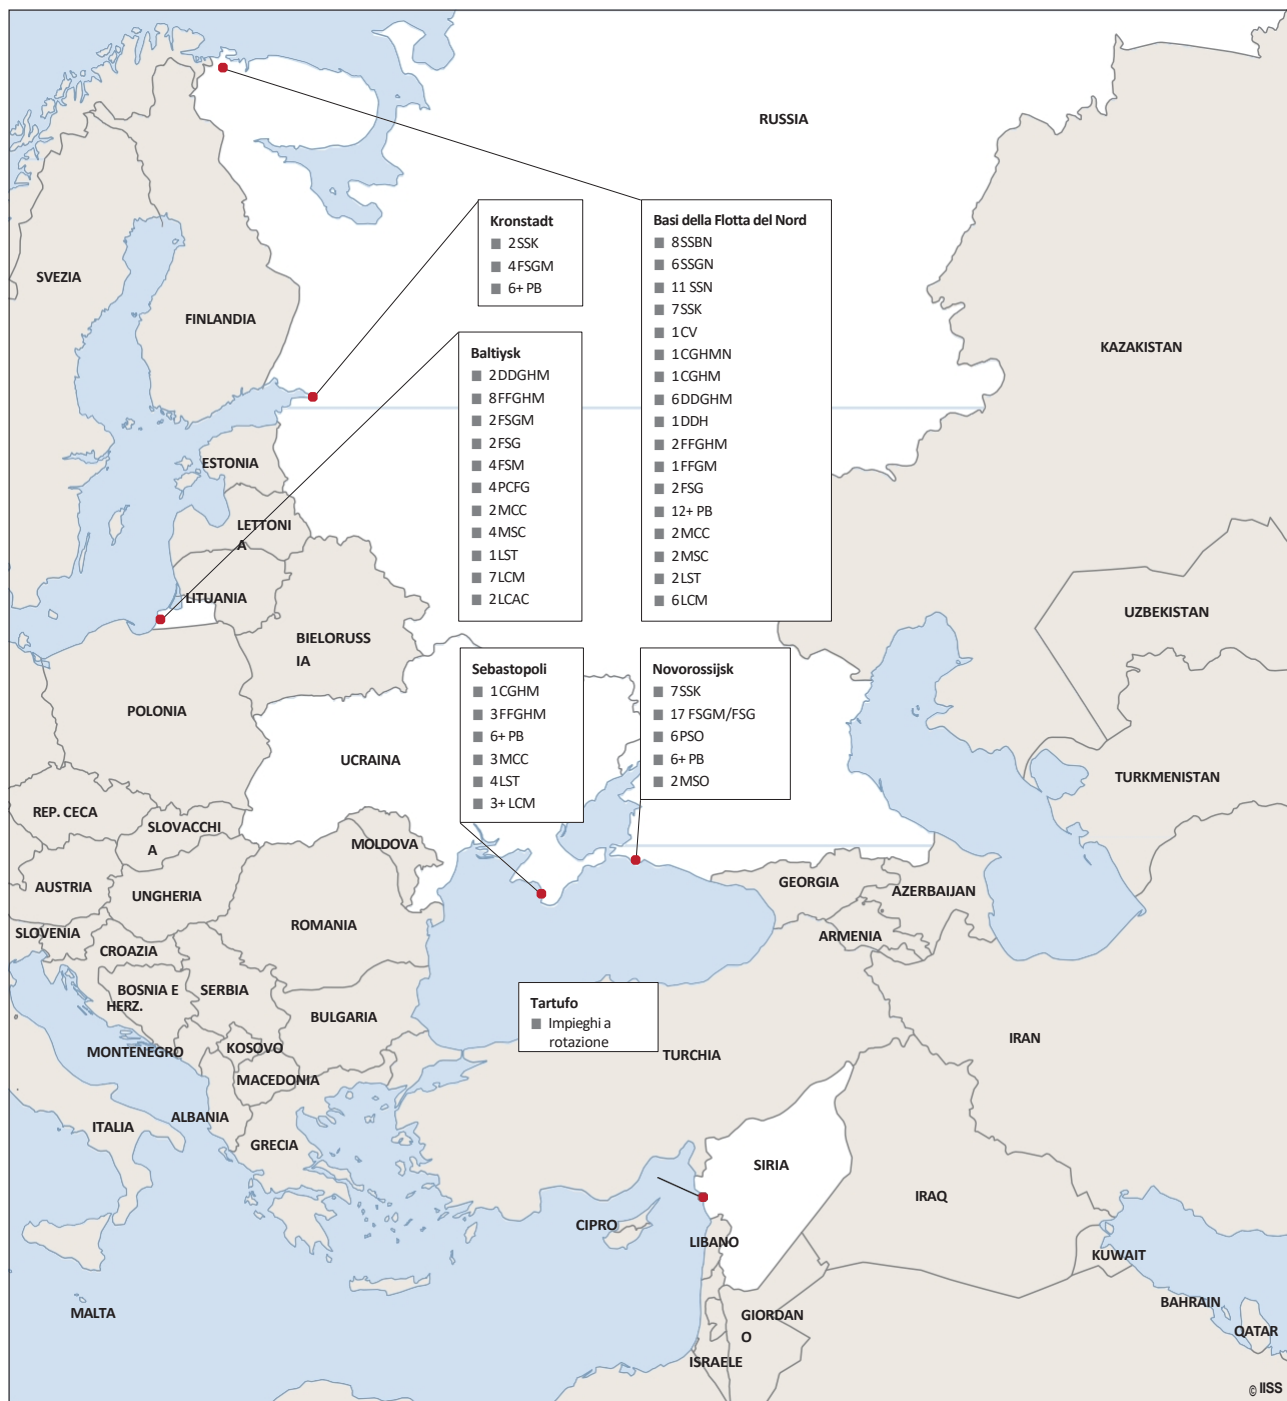 RUSSIA
Kronstadt
2 SSK
4 FSGM
6+ PB
Basi della Flotta del Nord
8 SSBN
6 SSGN
11 SSN
7 SSK
1 CV
1 CGHMN
1 CGHM
6 DDGHM
1 DDH
2 FFGHM
1 FFGM
2 FSG
12+ PB
2 MCC
2 MSC
2 LST
6 LCM
SVEZIA
FINLANDIA
KAZAKISTAN
Baltiysk
2 DDGHM
8 FFGHM
2 FSGM
2 FSG
4 FSM
4 PCFG
2 MCC
4 MSC
1 LST
7 LCM
2 LCAC
ESTONIA
LETTONI
A
LITUANIA
BIELORUSS
IA
UZBEKISTAN
Sebastopoli
1 CGHM
3 FFGHM
6+ PB
3 MCC
4 LST
3+ LCM
Novorossijsk
7 SSK
17 FSGM/FSG
6 PSO
6+ PB
2 MSO
POLONIA
UCRAINA
TURKMENISTAN
REP. CECA
SLOVACCHI
A
MOLDOVA
AUSTRIA
UNGHERIA
GEORGIA
AZERBAIJAN
ROMANIA
SLOVENIA
CROAZIA
ARMENIA
BOSNIA E
HERZ.
SERBIA
BULGARIA
Tartufo
Impieghi a
rotazione
IRAN
MONTENEGRO
KOSOVO
TURCHIA
MACEDONIA
ALBANIA
ITALIA
GRECIA
SIRIA
IRAQ
CIPRO
LIBANO
KUWAIT
MALTA
GIORDAN
O
BAHRAIN
QATAR
ISRAELE
© IISS